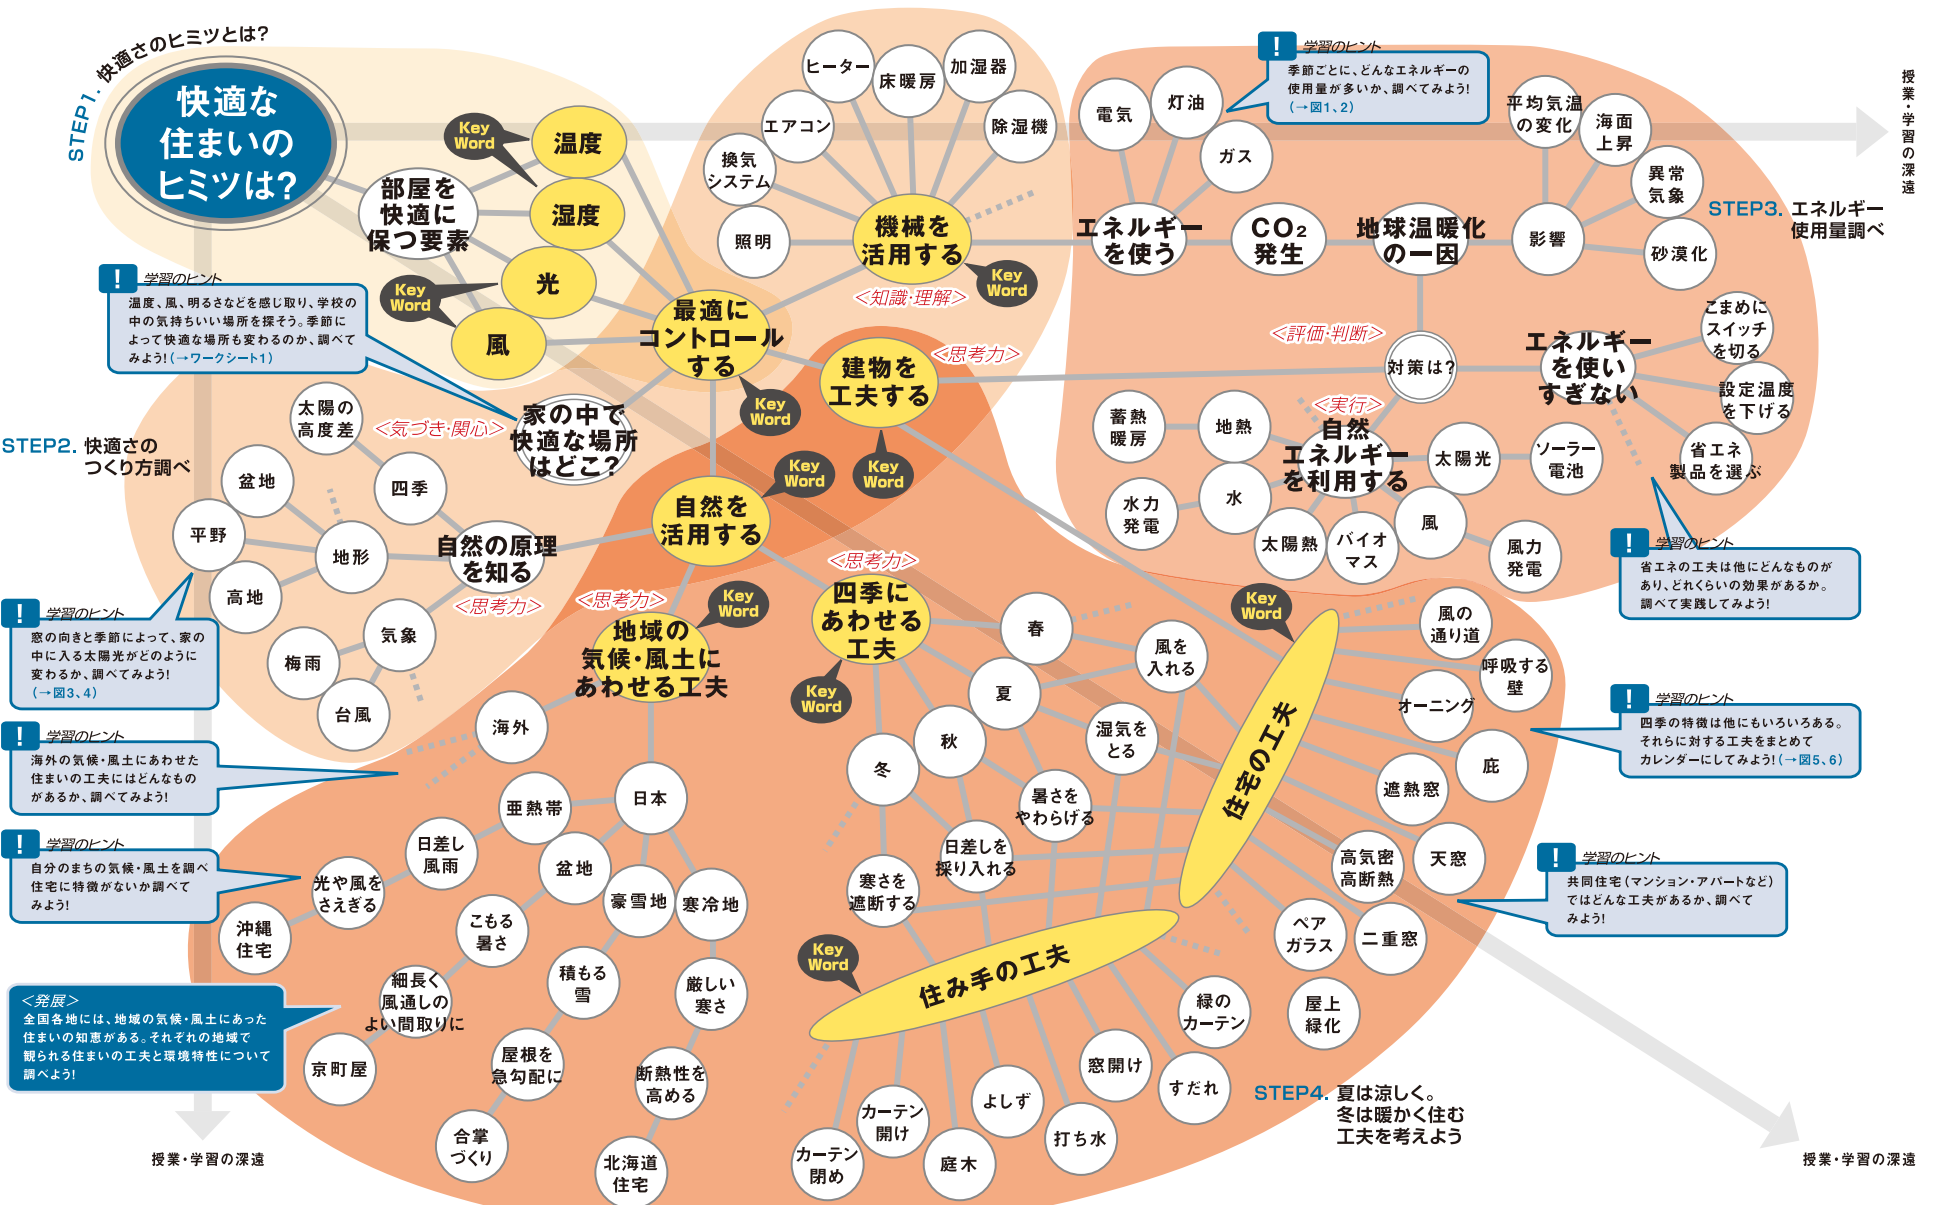 STEP1. 快適さのヒミツとは?
快適な
住まいの
ヒミツは?
Key
Word
温度
湿度
部屋を
快適に
保つ要素
Key
Word
光
風
学習のヒント
温度、風、明るさなどを感じ取り、学校の
中の気持ちいい場所を探そう。季節に
よって快適な場所も変わるのか、調べて
みよう!(→ワークシート1)
最適に
コントロール
する
Key
Word
家の中で
快適な場所
はどこ?
ヒーター
床暖房
加湿器
除湿機
エアコン
換気
システム
照明
機械を
活用する
Key
Word
<知識・理解>
建物を
工夫する
<思考力>
Key
Word
自然を
活用する
Key
Word
STEP2. 快適さの
つくり方調べ
<気づき・関心>
太陽の
高度差
四季
盆地
平野
高地
地形
自然の原理
を知る
<思考力>
気象
梅雨
台風
学習のヒント
窓の向きと季節によって、家の
中に入る太陽光がどのように
変わるか、調べてみよう!
(→図3、4)
学習のヒント
海外の気候・風土にあわせた
住まいの工夫にはどんなもの
があるか、調べてみよう!
学習のヒント
自分のまちの気候・風土を調べ
住宅に特徴がないか調べて
みよう!
<発展>
全国各地には、地域の気候・風土にあった
住まいの知恵がある。それぞれの地域で
観られる住まいの工夫と環境特性について
調べよう!
授業・学習の深遠
STEP3. エネルギー
使用量調べ
電気
灯油
ガス
学習のヒント
季節ごとに、どんなエネルギーの
使用量が多いか、調べてみよう!
(→図1、2)
エネルギー
を使う
CO₂
発生
地球温暖化
の一因
影響
平均気温
の変化
海面
上昇
異常
気象
砂漠化
授業・学習の深遠
<評価・判断>
対策は?
エネルギー
を使い
すぎない
こまめに
スイッチ
を切る
設定温度
を下げる
省エネ
製品を選ぶ
<実行>
自然
エネルギー
を利用する
蓄熱
暖房
地熱
水力
発電
水
太陽熱
バイオ
マス
風
風力
発電
太陽光
ソーラー
電池
学習のヒント
省エネの工夫は他にどんなものが
あり、どれくらいの効果があるか。
調べて実践してみよう!
<思考力>
地域の
気候・風土に
あわせる工夫
Key
Word
海外
日本
亜熱帯
日差し
風雨
光や風を
さえぎる
沖縄
住宅
盆地
こもる
暑さ
細長く
風通しの
よい間取りに
京町屋
豪雪地
積もる
雪
屋根を
急勾配に
合掌
づくり
寒冷地
厳しい
寒さ
断熱性を
高める
北海道
住宅
<思考力>
四季に
あわせる
工夫
Key
Word
春
夏
秋
冬
風を
入れる
湿気を
とる
暑さを
やわらげる
日差しを
採り入れる
寒さを
遮断する
Key
Word
住宅の工夫
風の
通り道
呼吸する
壁
オーニング
庇
遮熱窓
天窓
高気密
高断熱
二重窓
ペア
ガラス
屋上
緑化
学習のヒント
四季の特徴は他にもいろいろある。
それらに対する工夫をまとめて
カレンダーにしてみよう!(→図5、6)
学習のヒント
共同住宅(マンション・アパートなど)
ではどんな工夫があるか、調べて
みよう!
Key
Word
住み手の工夫
緑の
カーテン
すだれ
窓開け
打ち水
よしず
庭木
カーテン
開け
カーテン
閉め
STEP4. 夏は涼しく。
冬は暖かく住む
工夫を考えよう
授業・学習の深遠